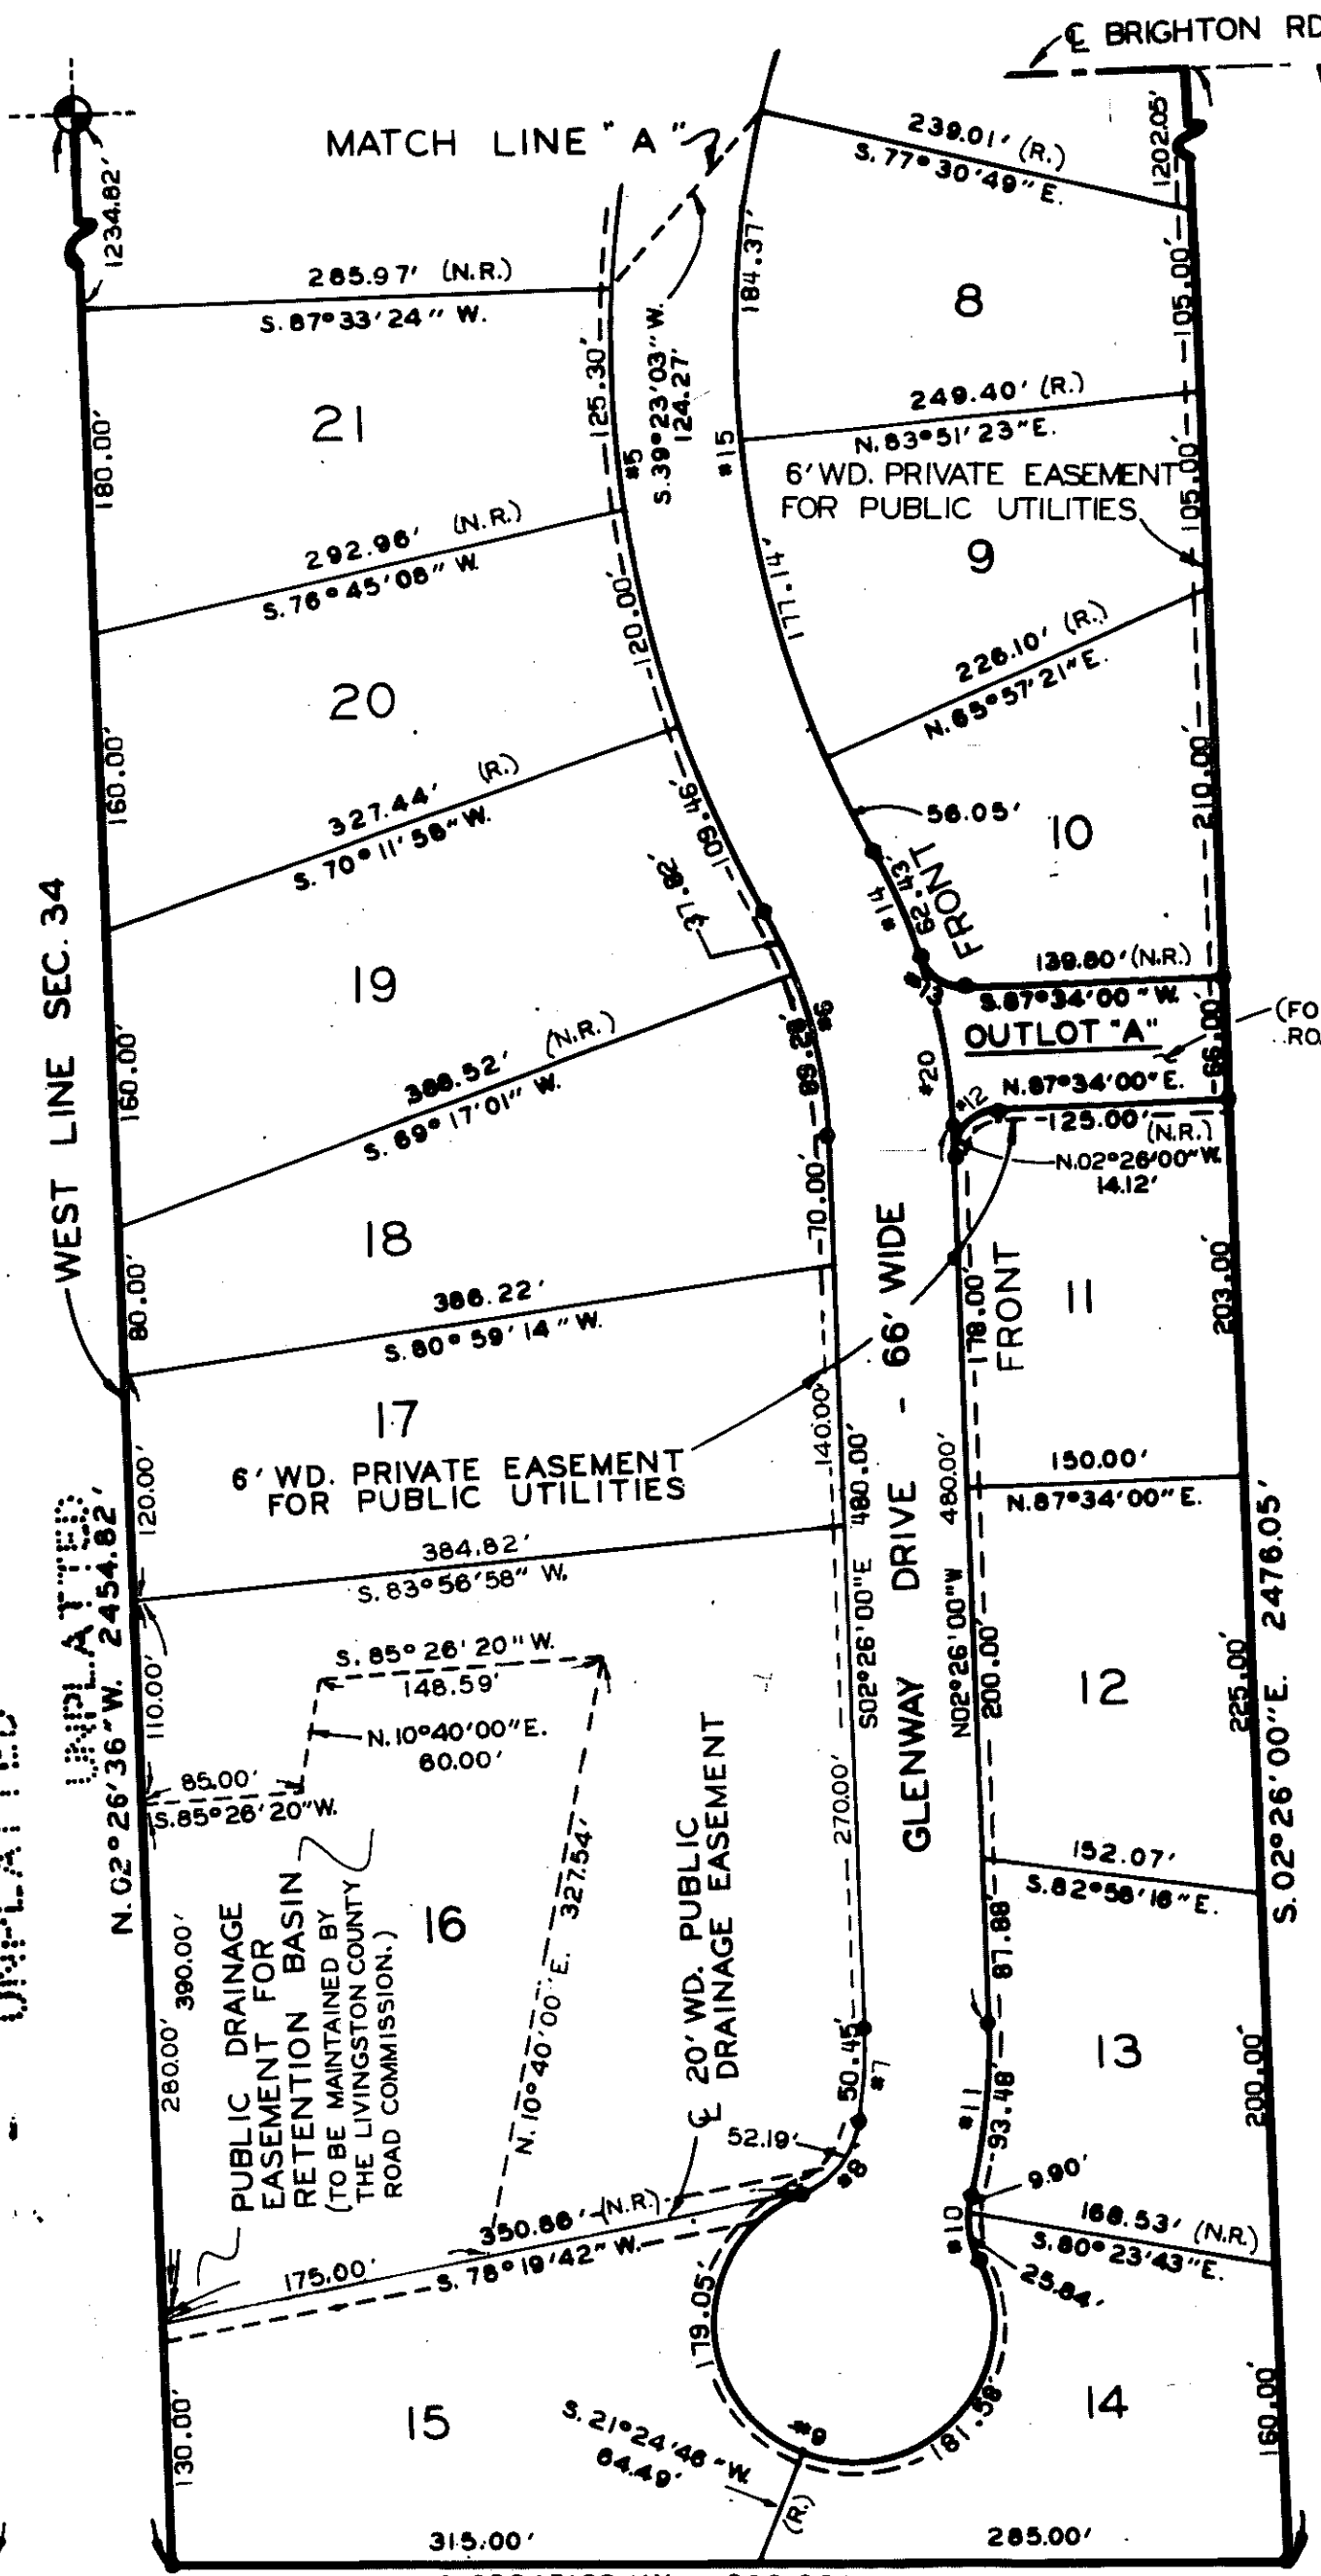 ℄ BRIGHTON RD
MATCH LINE "A"
1234.82'
239.01' (R.)
S. 77° 30' 49" E.
1202.05'
285.97' (N.R.)
S. 87° 33' 24" W.
184.37'
8
105.00'
125.30'
S. 39° 23' 03" W.
124.27'
21
180.00'
#5
#15
249.40' (R.)
N. 83° 51' 23" E.
6' WD. PRIVATE EASEMENT
FOR PUBLIC UTILITIES
105.00'
292.96' (N.R.)
S. 76° 45' 08" W.
9
177.14'
120.00'
226.10' (R.)
N. 65° 57' 21" E.
20
160.00'
210.00'
327.44' (R.)
S. 70° 11' 58" W.
109.46'
56.05'
10
62.43'
#14
FRONT
37.82'
WEST LINE SEC. 34
19
139.80' (N.R.)
S. 87° 34' 00" W.
#13
OUTLOT "A"
66.00'
(FO
RO
160.00'
388.52' (N.R.)
S. 69° 17' 01" W.
89.28'
#6
#20
N. 87° 34' 00" E.
#12
125.00'
(N.R.)
N. 02° 26' 00" W.
14.12'
70.00'
18
80.00'
386.22'
S. 80° 59' 14" W.
178.00'
FRONT
11
203.00'
17
140.00'
120.00'
6' WD. PRIVATE EASEMENT
FOR PUBLIC UTILITIES
480.00'
480.00'
150.00'
N. 87° 34' 00" E.
384.82'
S. 83° 56' 58" W.
UNPLATTED
N. 02° 26' 36" W. 2454.82'
S 02° 26' 00" E
N 02° 26' 00" W
GLENWAY DRIVE - 66' WIDE
S. 02° 26' 00" E. 2476.05'
S. 85° 26' 20" W.
148.59'
110.00'
N. 10° 40' 00" E.
60.00'
200.00'
12
225.00'
85.00'
S. 85° 26' 20" W.
270.00'
152.07'
S. 82° 58' 16" E.
N. 10° 40' 00" E. 327.54'
16
390.00'
280.00'
PUBLIC DRAINAGE
EASEMENT FOR
RETENTION BASIN
(TO BE MAINTAINED BY
THE LIVINGSTON COUNTY
ROAD COMMISSION.)
℄ 20' WD. PUBLIC
DRAINAGE EASEMENT
87.88'
50.45'
#7
13
200.00'
#11
93.48'
52.19'
#8
9.90'
#10
168.53' (N.R.)
S. 80° 23' 43" E.
25.84'
350.88' (N.R.)
S. 78° 19' 42" W.
175.00'
179.05'
130.00'
15
S. 21° 24' 46" W.
64.49'
(R.)
#9
181.58'
14
160.00'
315.00'
285.00'